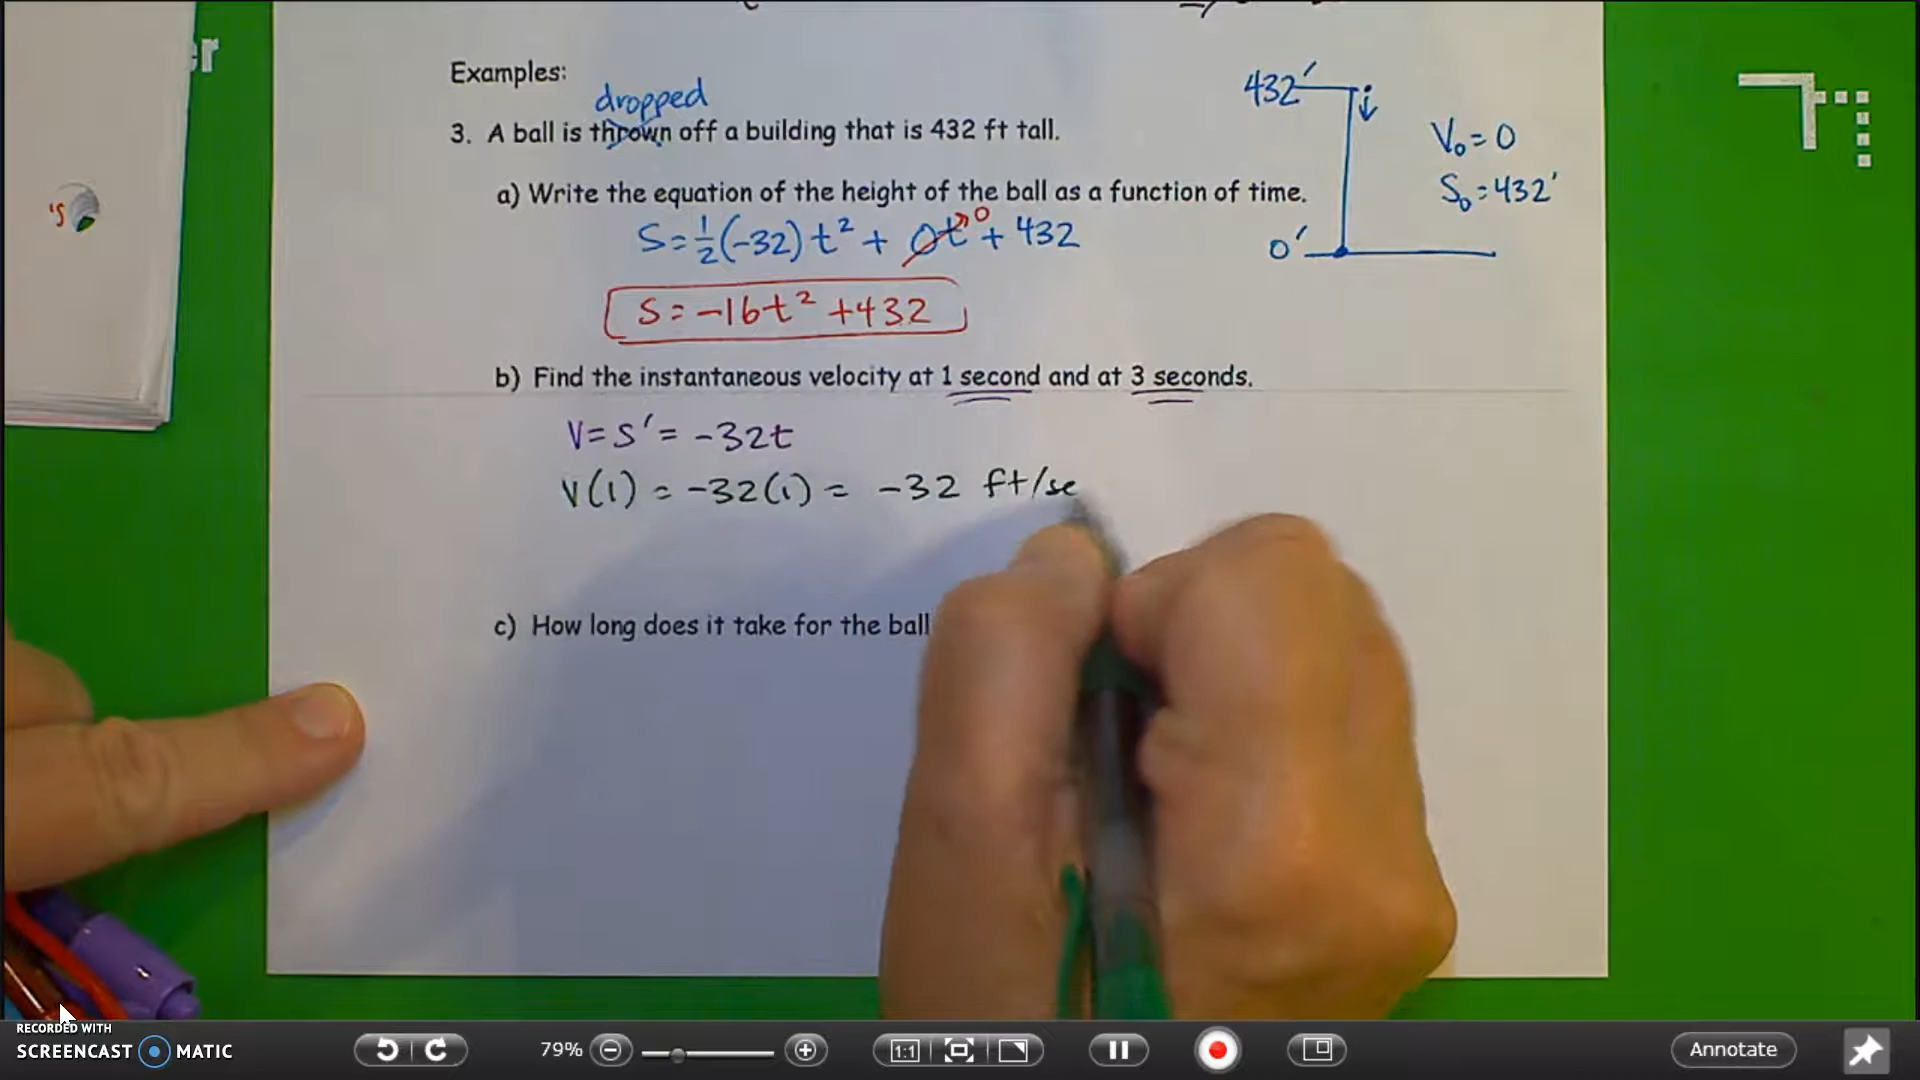 Examples:
dropped
3. A ball is thrown off a building that is 432 ft tall.
a) Write the equation of the height of the ball as a function of time.
S = 1/2(-32)t² + 0t→0 + 432
S = -16t² + 432
432'
V₀ = 0
S₀ = 432'
0'
b) Find the instantaneous velocity at 1 second and at 3 seconds.
V = S' = -32t
V(1) = -32(1) = -32 ft/se
c) How long does it take for the ball
's
r
RECORDED WITH
SCREENCAST MATIC
79%
1:1
Annotate